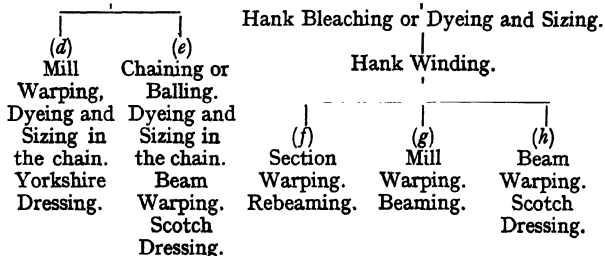 Hank Bleaching or Dyeing and Sizing.
Hank Winding.
(d)
Mill
Warping,
Dyeing and
Sizing in
the chain.
Yorkshire
Dressing.
(e)
Chaining or
Balling.
Dyeing and
Sizing in
the chain.
Beam
Warping.
Scotch
Dressing.
(f)
Section
Warping.
Rebeaming.
(g)
Mill
Warping.
Beaming.
(h)
Beam
Warping.
Scotch
Dressing.